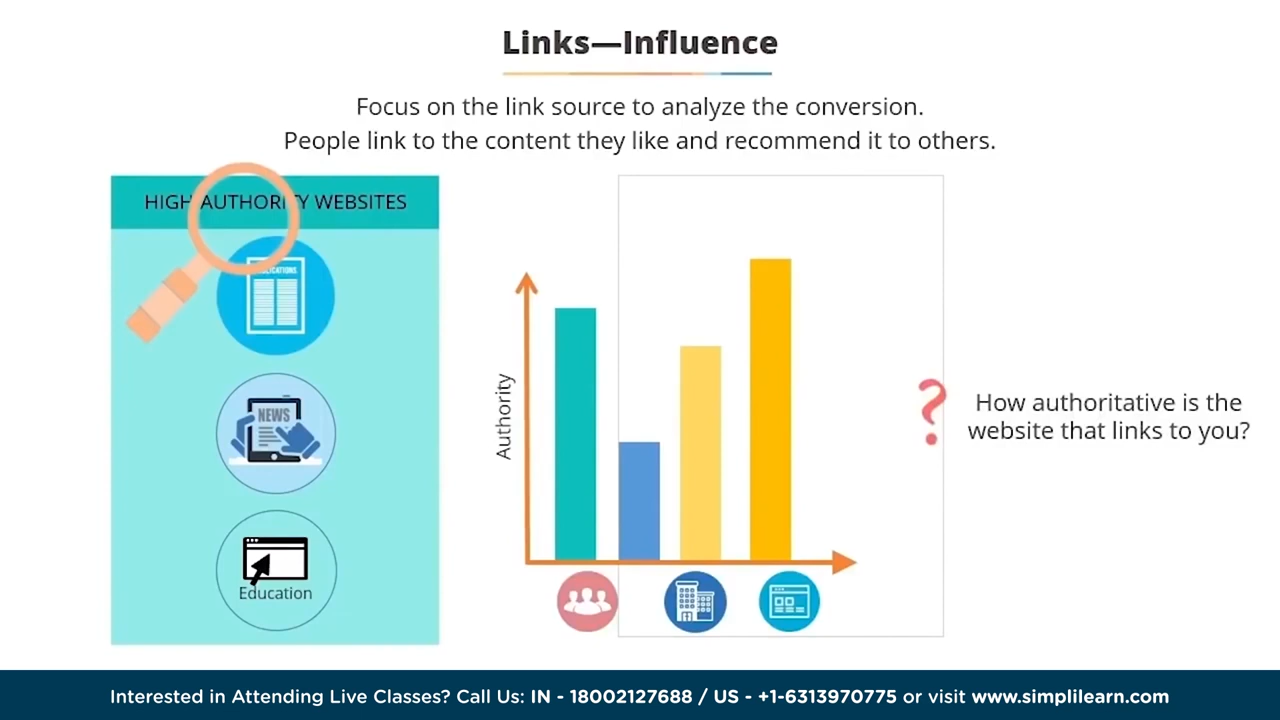 Links—Influence
Focus on the link source to analyze the conversion.
People link to the content they like and recommend it to others.
HIGH AUTHORITY WEBSITES
NEWS
Education
Authority
How authoritative is the
website that links to you?
Interested in Attending Live Classes? Call Us: IN - 18002127688 / US - +1-6313970775 or visit www.simplilearn.com